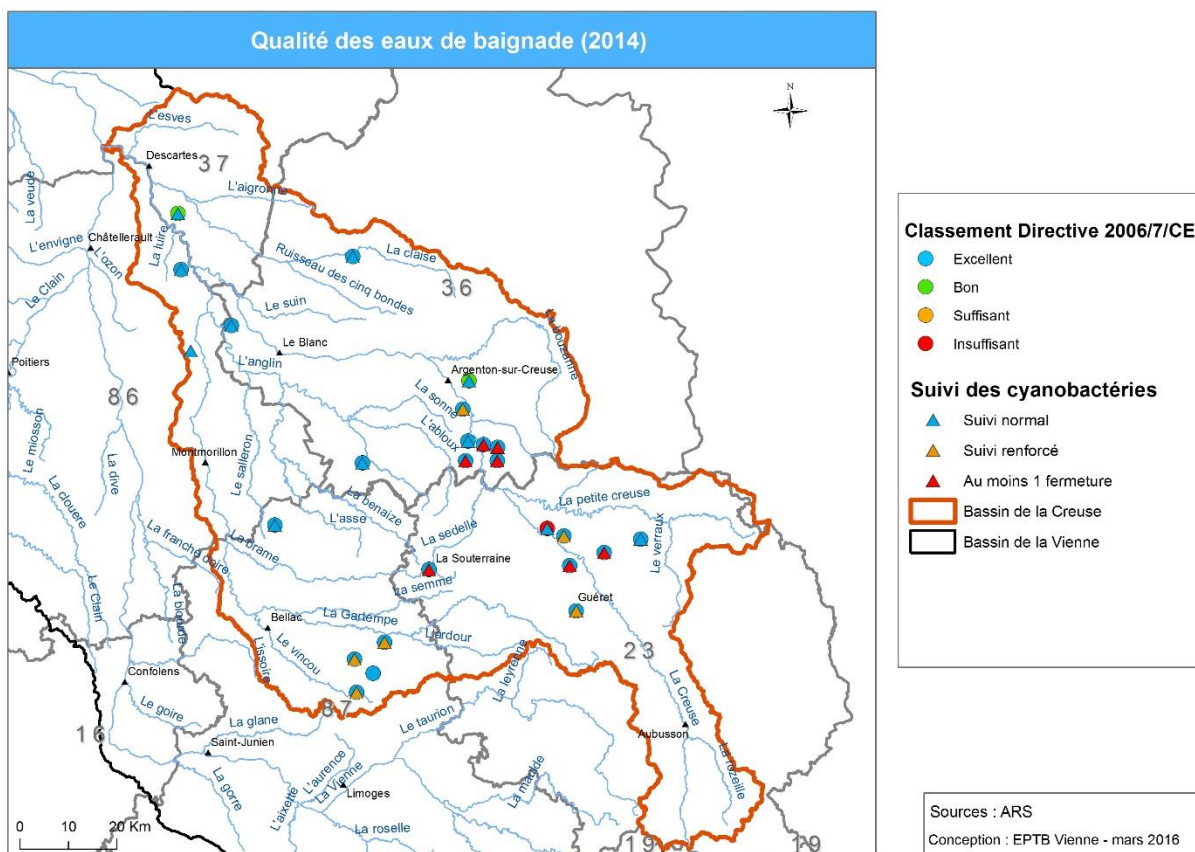 Qualité des eaux de baignade (2014)
N
L'esves
Descartes
37
La veude
L'aigronne
L'envigne
Châtellerault
L'ozon
La luire
Ruisseau des cinq bondes
La claise
36
Le Clain
Le suin
La bouzanne
Le Blanc
L'anglin
Poitiers
Argenton-sur-Creuse
86
La sonne
L'abloux
Le miosson
Montmorillon
Le salleron
La dive
La clouere
La benaize
La petite creuse
L'asse
La franche doire
La brame
La sedelle
Le verraux
La Souterraine
La semme
Le Clain
Guéret
Bellac
La Gartempe
L'ardour
23
L'issoire
Le vincou
La leyrenne
Confolens
La Creuse
Le goire
87
Le taurion
16
La glane
Aubusson
Saint-Junien
La rozeille
L'aurence
La Vienne
La gorre
L'aixette
Limoges
La maulde
La roselle
0 10 20 Km
19
19
Classement Directive 2006/7/CE
Excellent
Bon
Suffisant
Insuffisant
Suivi des cyanobactéries
Suivi normal
Suivi renforcé
Au moins 1 fermeture
Bassin de la Creuse
Bassin de la Vienne
Sources : ARS
Conception : EPTB Vienne - mars 2016